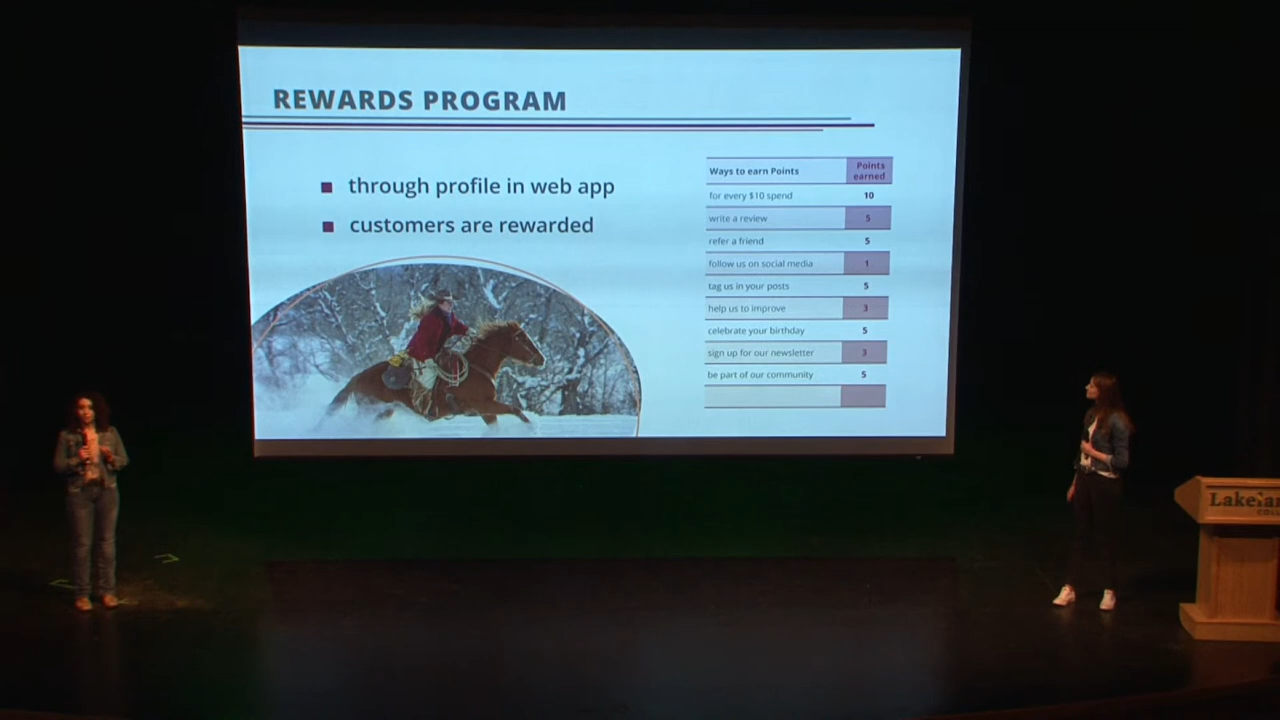 REWARDS PROGRAM
■ through profile in web app
■ customers are rewarded
Ways to earn Points Points earned
for every $10 spend 10
write a review 5
refer a friend 5
follow us on social media 1
tag us in your posts 5
help us to improve 3
celebrate your birthday 5
sign up for our newsletter 3
be part of our community 5